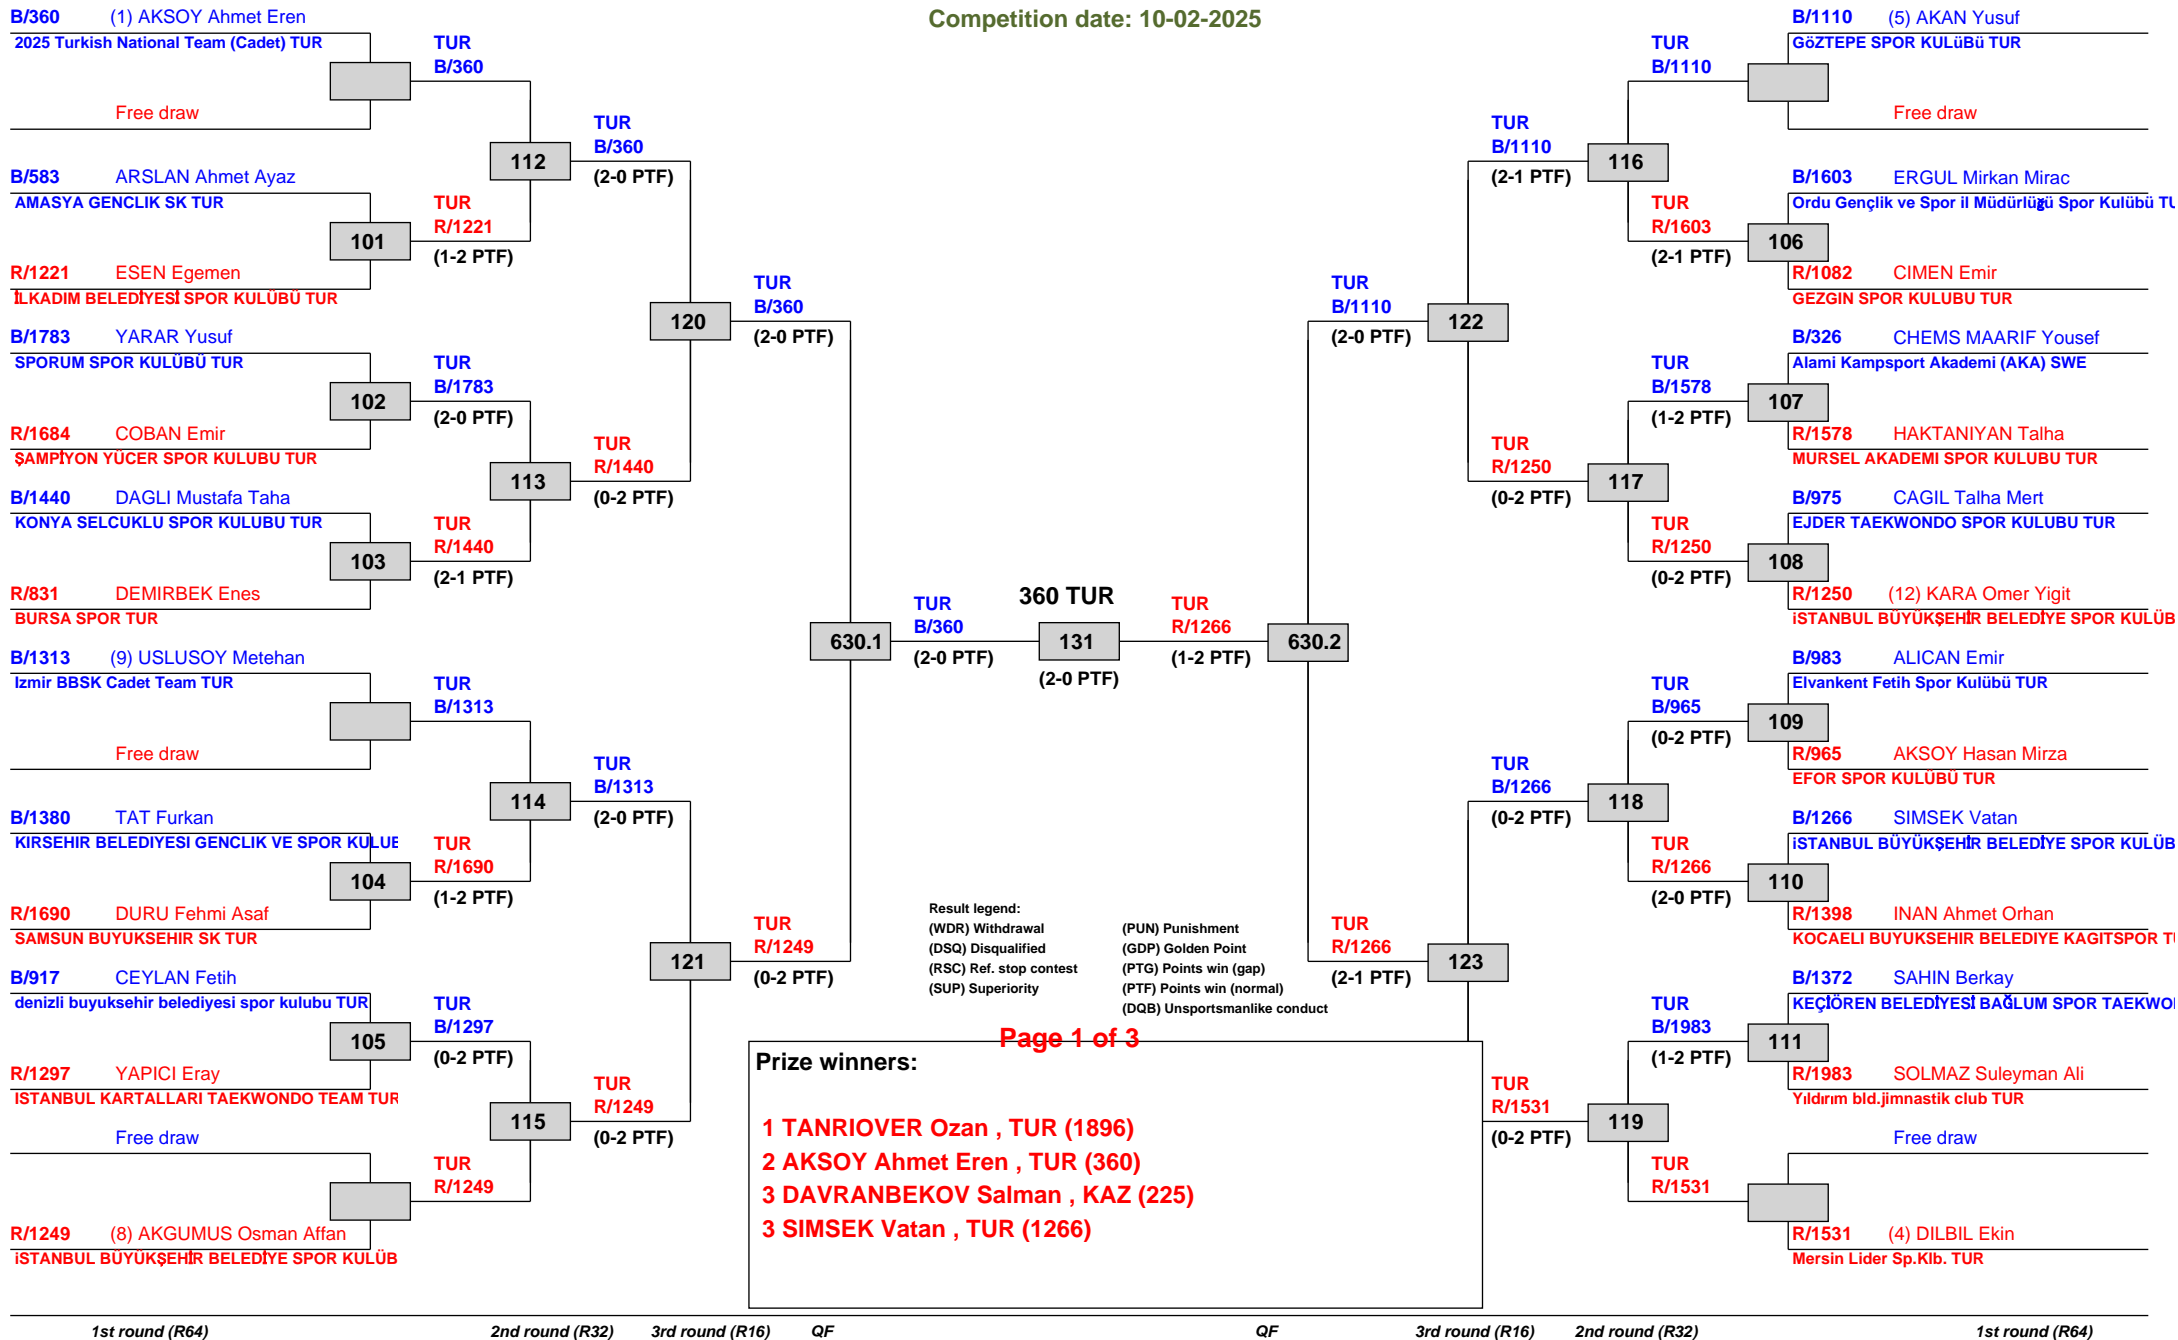 Competition date: 10-02-2025
B/360 (1) AKSOY Ahmet Eren
2025 Turkish National Team (Cadet) TUR
Free draw
B/583 ARSLAN Ahmet Ayaz
AMASYA GENCLIK SK TUR
R/1221 ESEN Egemen
İLKADIM BELEDİYESİ SPOR KULÜBÜ TUR
B/1783 YARAR Yusuf
SPORUM SPOR KULÜBÜ TUR
R/1684 COBAN Emir
ŞAMPİYON YÜCER SPOR KULUBU TUR
B/1440 DAGLI Mustafa Taha
KONYA SELCUKLU SPOR KULUBU TUR
R/831 DEMIRBEK Enes
BURSA SPOR TUR
B/1313 (9) USLUSOY Metehan
Izmir BBSK Cadet Team TUR
Free draw
B/1380 TAT Furkan
KIRSEHIR BELEDIYESI GENCLIK VE SPOR KULUE
R/1690 DURU Fehmi Asaf
SAMSUN BUYUKSEHIR SK TUR
B/917 CEYLAN Fetih
denizli buyuksehir belediyesi spor kulubu TUR
R/1297 YAPICI Eray
ISTANBUL KARTALLARI TAEKWONDO TEAM TUR
Free draw
R/1249 (8) AKGUMUS Osman Affan
iSTANBUL BÜYÜKŞEHİR BELEDİYE SPOR KULÜB
101
102
103
104
105
TUR
B/360
TUR
R/1221
(1-2 PTF)
TUR
B/1783
(2-0 PTF)
TUR
R/1440
(2-1 PTF)
TUR
B/1313
TUR
R/1690
(1-2 PTF)
TUR
B/1297
(0-2 PTF)
TUR
R/1249
112
113
114
115
TUR
B/360
(2-0 PTF)
TUR
R/1440
(0-2 PTF)
TUR
B/1313
(2-0 PTF)
TUR
R/1249
(0-2 PTF)
120
121
TUR
B/360
(2-0 PTF)
TUR
R/1249
(0-2 PTF)
630.1
TUR
B/360
(2-0 PTF)
360 TUR
131
(2-0 PTF)
TUR
R/1266
(1-2 PTF)
630.2
TUR
B/1110
(2-0 PTF)
TUR
R/1266
(2-1 PTF)
122
123
TUR
B/1110
(2-1 PTF)
TUR
R/1250
(0-2 PTF)
TUR
B/1266
(0-2 PTF)
TUR
R/1531
(0-2 PTF)
116
117
118
119
TUR
B/1110
TUR
R/1603
(2-1 PTF)
TUR
B/1578
(1-2 PTF)
TUR
R/1250
(0-2 PTF)
TUR
B/965
(0-2 PTF)
TUR
R/1266
(2-0 PTF)
TUR
B/1983
(1-2 PTF)
TUR
R/1531
106
107
108
109
110
111
B/1110 (5) AKAN Yusuf
GöZTEPE SPOR KULüBü TUR
Free draw
B/1603 ERGUL Mirkan Mirac
Ordu Gençlik ve Spor il Müdürlüğü Spor Kulübü TU
R/1082 CIMEN Emir
GEZGIN SPOR KULUBU TUR
B/326 CHEMS MAARIF Yousef
Alami Kampsport Akademi (AKA) SWE
R/1578 HAKTANIYAN Talha
MURSEL AKADEMI SPOR KULUBU TUR
B/975 CAGIL Talha Mert
EJDER TAEKWONDO SPOR KULUBU TUR
R/1250 (12) KARA Omer Yigit
iSTANBUL BÜYÜKŞEHİR BELEDİYE SPOR KULÜB
B/983 ALICAN Emir
Elvankent Fetih Spor Kulübü TUR
R/965 AKSOY Hasan Mirza
EFOR SPOR KULÜBÜ TUR
B/1266 SIMSEK Vatan
iSTANBUL BÜYÜKŞEHİR BELEDİYE SPOR KULÜB
R/1398 INAN Ahmet Orhan
KOCAELI BUYUKSEHIR BELEDIYE KAGITSPOR TU
B/1372 SAHIN Berkay
KEÇİÖREN BELEDİYESİ BAĞLUM SPOR TAEKWO
R/1983 SOLMAZ Suleyman Ali
Yıldırım bld.jimnastik club TUR
Free draw
R/1531 (4) DILBIL Ekin
Mersin Lider Sp.Klb. TUR
Result legend:
(WDR) Withdrawal
(DSQ) Disqualified
(RSC) Ref. stop contest
(SUP) Superiority
(PUN) Punishment
(GDP) Golden Point
(PTG) Points win (gap)
(PTF) Points win (normal)
(DQB) Unsportsmanlike conduct
Page 1 of 3
Prize winners:
1 TANRIOVER Ozan , TUR (1896)
2 AKSOY Ahmet Eren , TUR (360)
3 DAVRANBEKOV Salman , KAZ (225)
3 SIMSEK Vatan , TUR (1266)
1st round (R64) 2nd round (R32) 3rd round (R16) QF QF 3rd round (R16) 2nd round (R32) 1st round (R64)